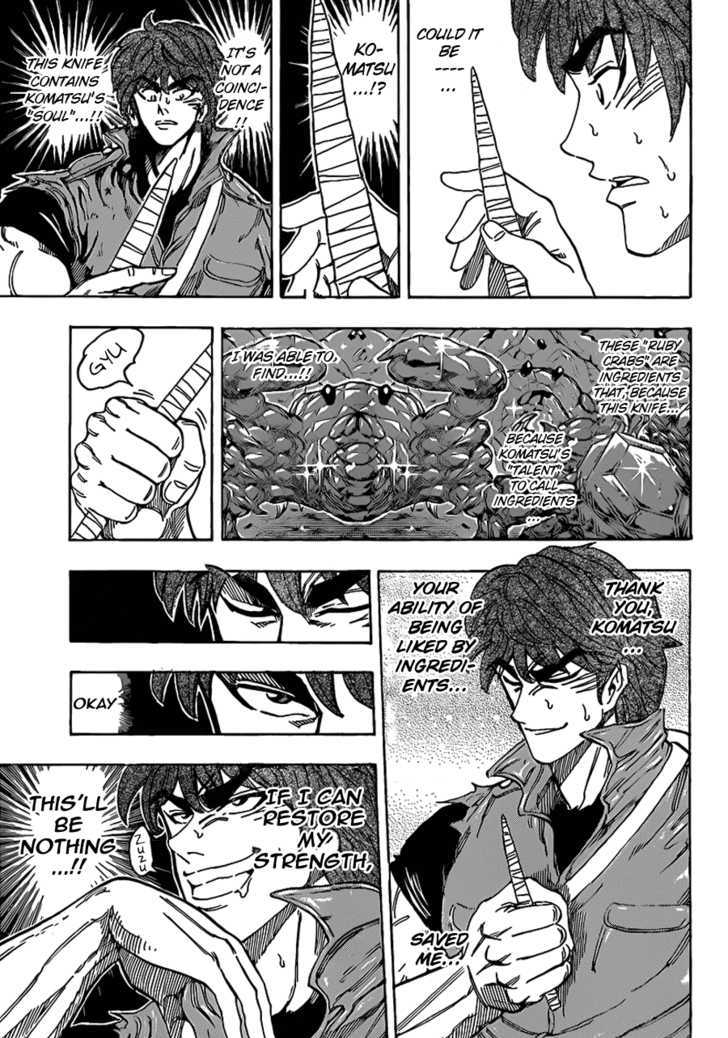 COULD IT
BE
----
...
KO-
MATSU
...!?
IT'S
NOT A
COINCI-
DENCE
!!
THIS KNIFE
CONTAINS
KOMATSU'S
"SOUL"...!!
THESE "RUBY
CRABS" ARE
INGREDIENTS
THAT, BECAUSE
THIS KNIFE...
BECAUSE
KOMATSU'S
"TALENT"
TO CALL
INGREDIENTS
...
I WAS ABLE TO
FIND...!!
GYU
THANK
YOU,
KOMATSU
...
YOUR
ABILITY OF
BEING
LIKED BY
INGREDI-
ENTS...
SAVED
ME...
OKAY
IF I CAN
RESTORE
MY
STRENGTH,
ZUZU
THIS'LL
BE
NOTHING
...!!